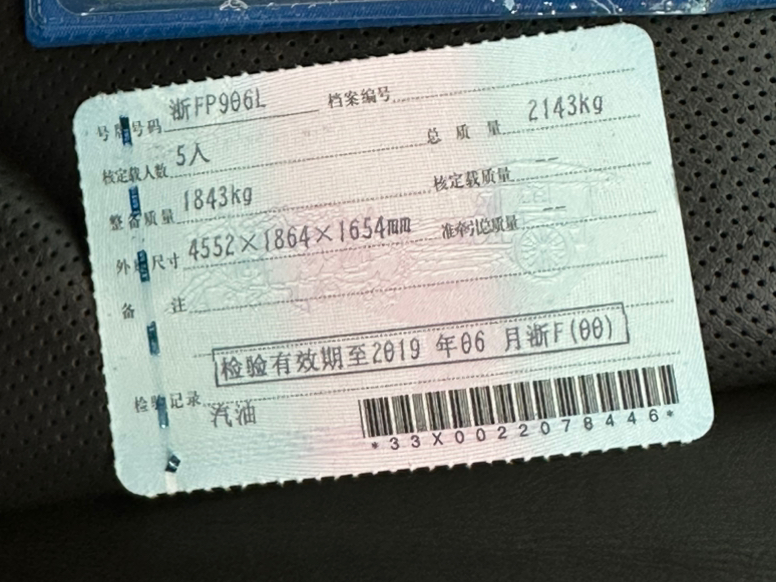 号牌号码 浙FP906L 档案编号
核定载人数 5人 总质量 2143kg
整备质量 1843kg 核定载质量 --
外廓尺寸 4552×1864×1654mm 准牵引总质量 --
备注
检验有效期至2019年06月浙F(00)
检验记录
汽油
*33X0022078446*